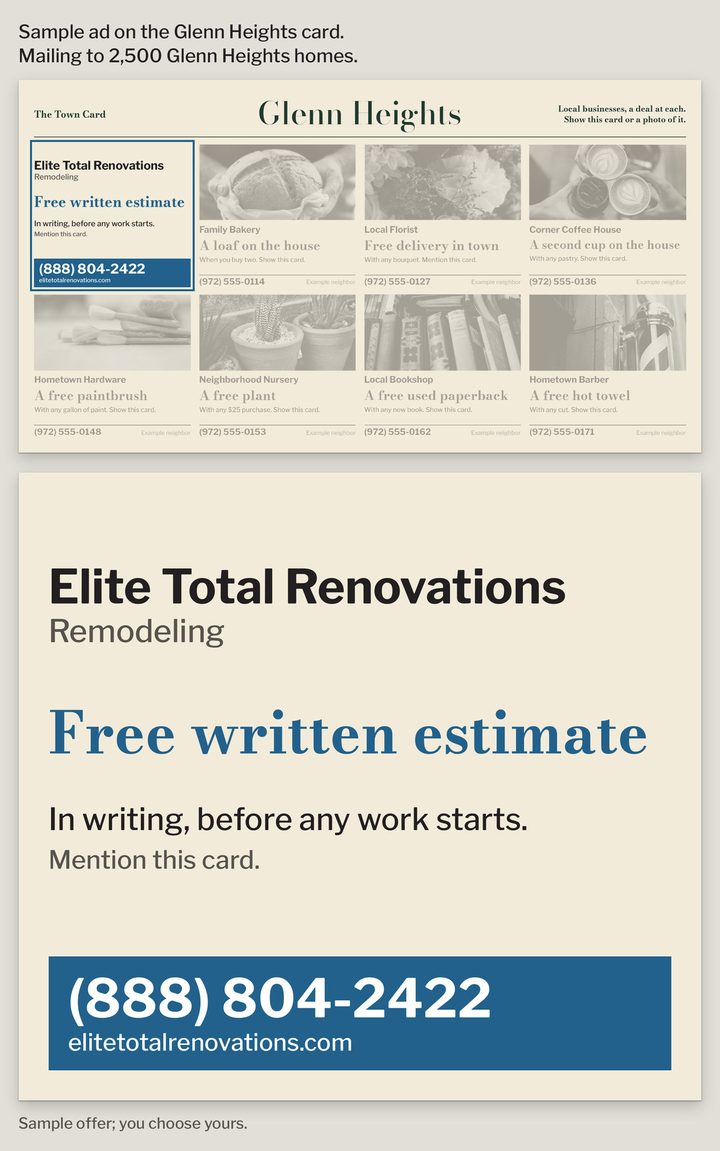 Sample ad on the Glenn Heights card.
Mailing to 2,500 Glenn Heights homes.
The Town Card
Glenn Heights
Local businesses, a deal at each.
Show this card or a photo of it.
Elite Total Renovations
Remodeling
Free written estimate
In writing, before any work starts.
Mention this card.
(888) 804-2422
elitetotalrenovations.com
Family Bakery
A loaf on the house
When you buy two. Show this card.
(972) 555-0114
Example neighbor
Local Florist
Free delivery in town
With any bouquet. Mention this card.
(972) 555-0127
Example neighbor
Corner Coffee House
A second cup on the house
With any pastry. Show this card.
(972) 555-0136
Example neighbor
Hometown Hardware
A free paintbrush
With any gallon of paint. Show this card.
(972) 555-0148
Example neighbor
Neighborhood Nursery
A free plant
With any $25 purchase. Show this card.
(972) 555-0153
Example neighbor
Local Bookshop
A free used paperback
With any new book. Show this card.
(972) 555-0162
Example neighbor
Hometown Barber
A free hot towel
With any cut. Show this card.
(972) 555-0171
Example neighbor
Elite Total Renovations
Remodeling
Free written estimate
In writing, before any work starts.
Mention this card.
(888) 804-2422
elitetotalrenovations.com
Sample offer; you choose yours.